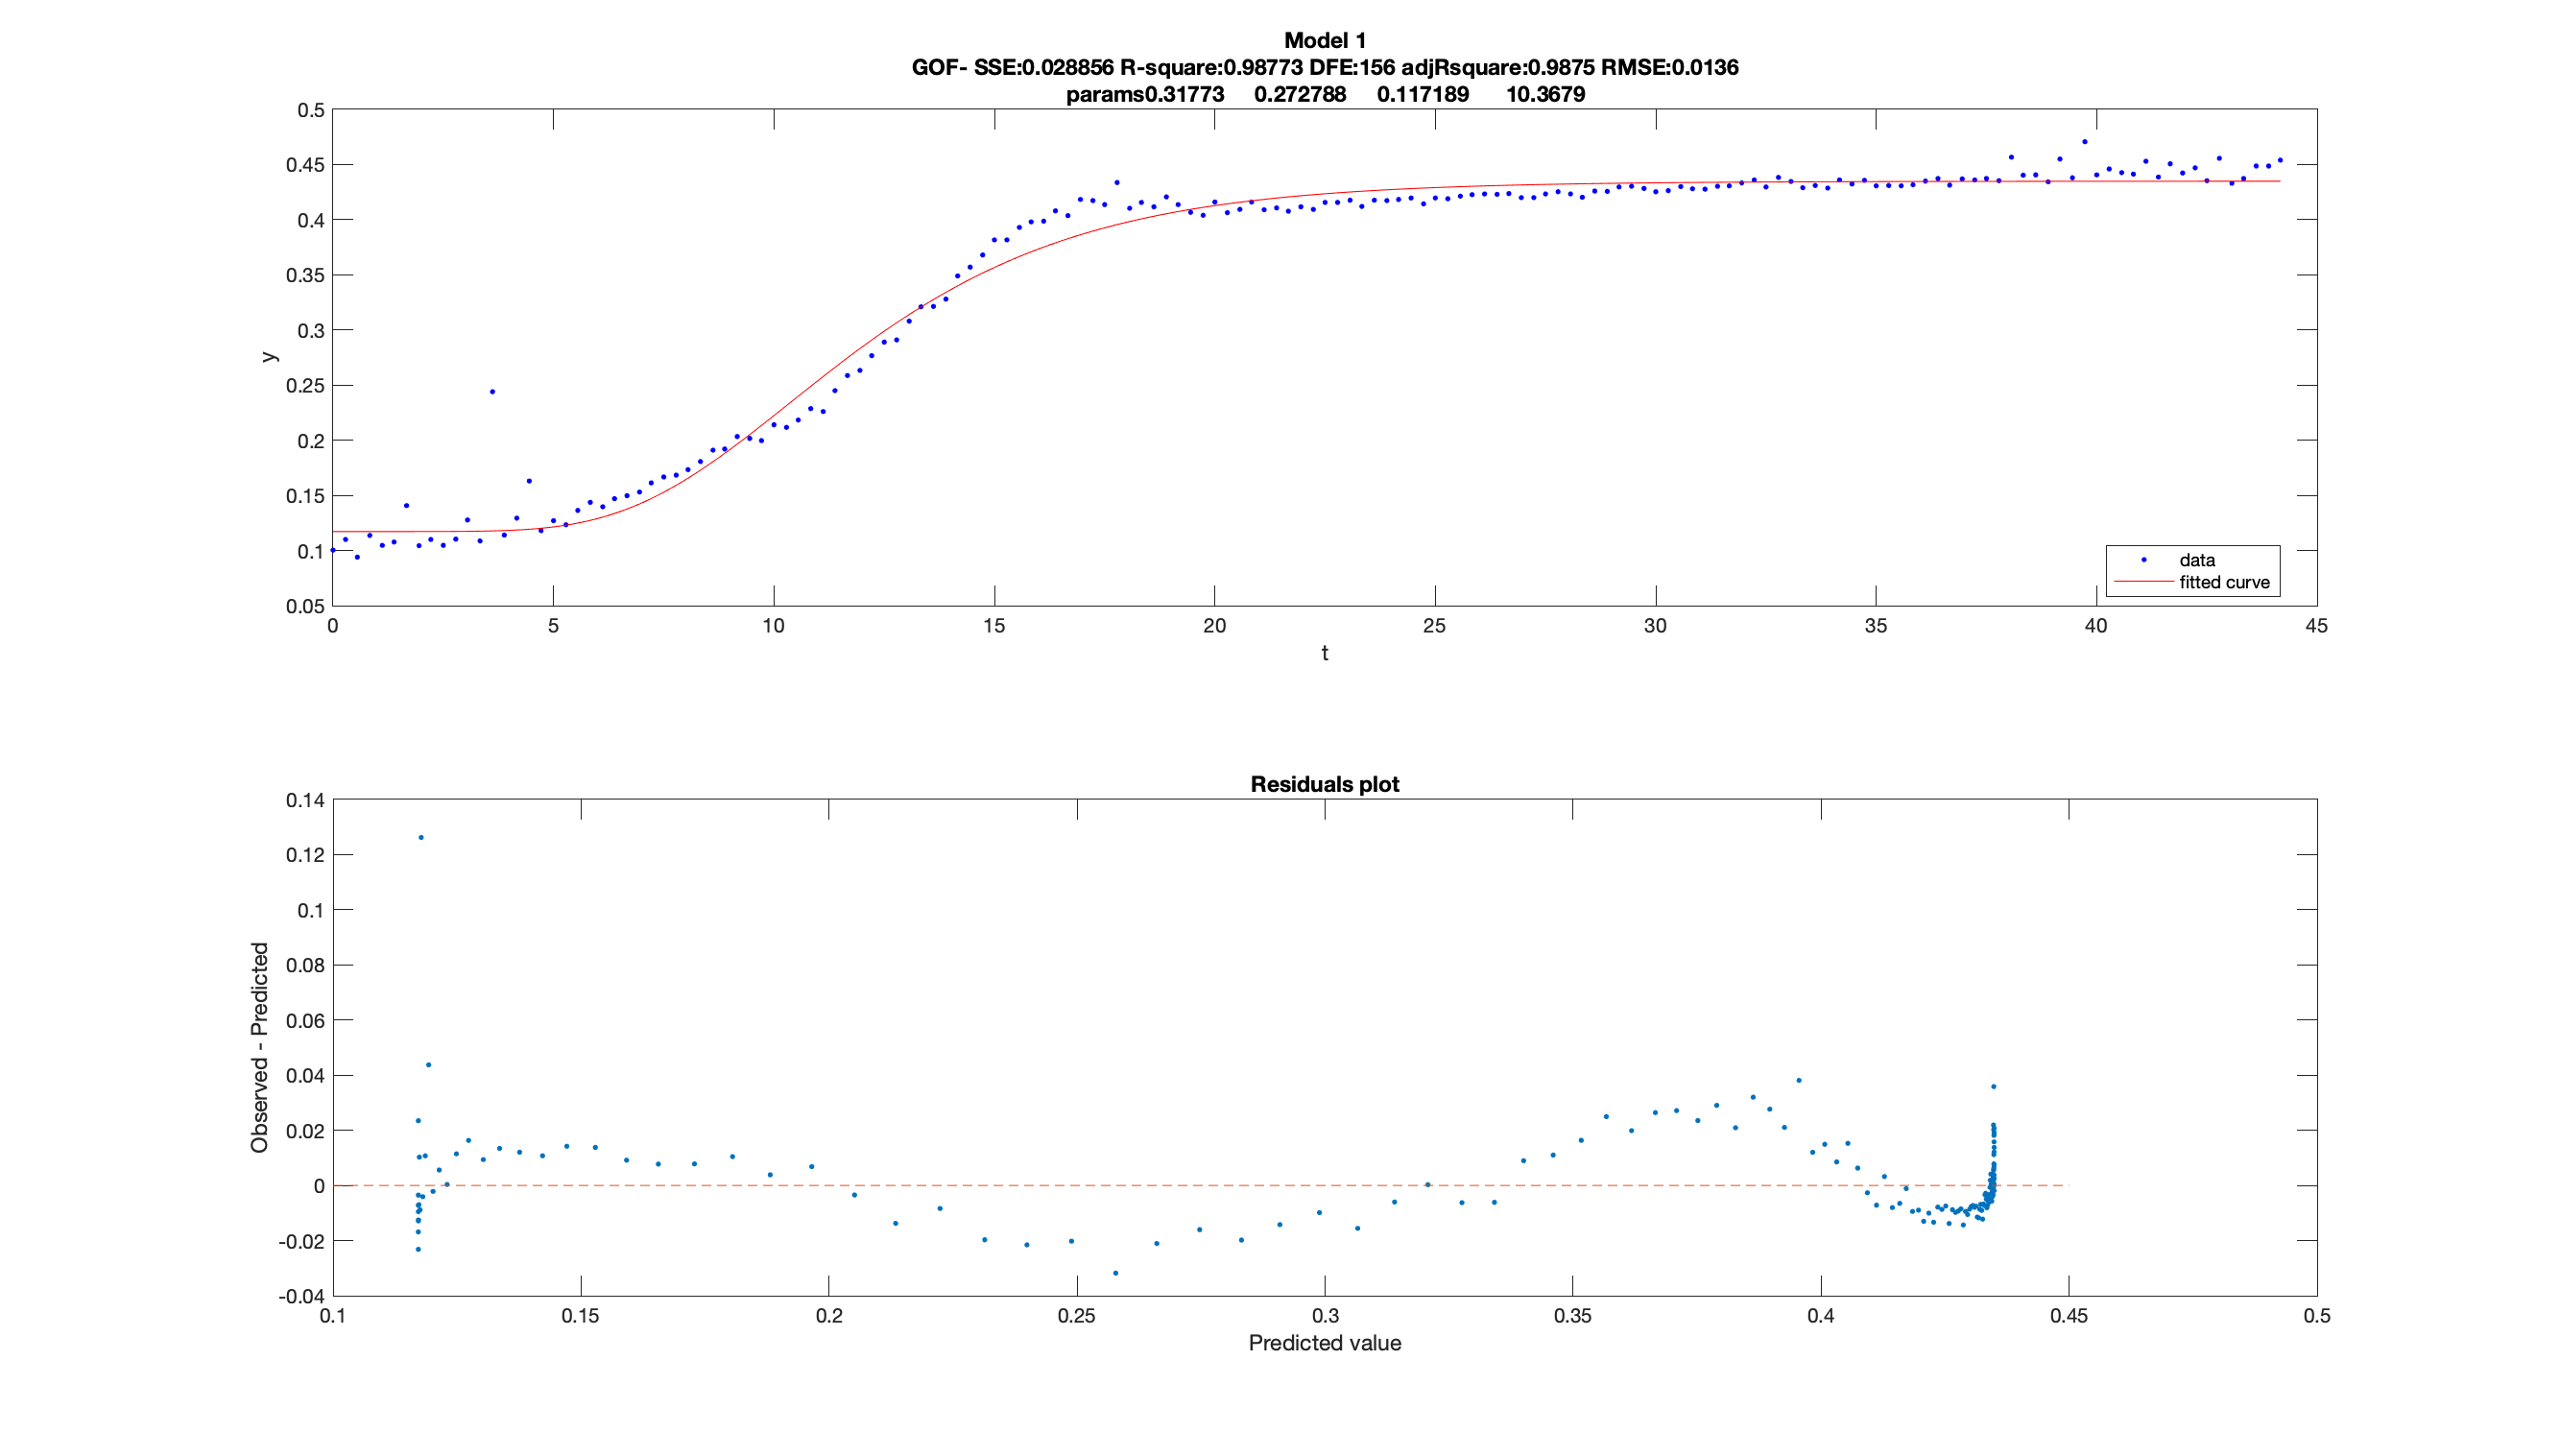 Model 1
GOF- SSE:0.028856 R-square:0.98773 DFE:156 adjRsquare:0.9875 RMSE:0.0136
params0.31773 0.272788 0.117189 10.3679
0.5
0.45
0.4
0.35
0.3
0.25
0.2
0.15
0.1
0.05
y
0 5 10 15 20 25 30 35 40 45
t
data
fitted curve
Residuals plot
0.14
0.12
0.1
0.08
0.06
0.04
0.02
0
-0.02
-0.04
Observed - Predicted
0.1 0.15 0.2 0.25 0.3 0.35 0.4 0.45 0.5
Predicted value